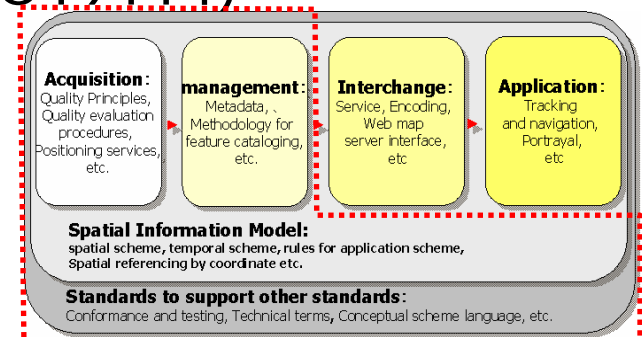 Acquisition:
Quality Principles,
Quality evaluation
procedures,
Positioning services,
etc.
management:
Metadata, 、
Methodology for
feature cataloging,
etc.
Interchange:
Service, Encoding,
Web map
server interface,
etc
Application:
Tracking
and navigation,
Portrayal,
etc
Spatial Information Model:
spatial scheme, temporal scheme, rules for application scheme,
Spatial referencing by coordinate etc.
Standards to support other standards:
Conformance and testing, Technical terms, Conceptual scheme language, etc.